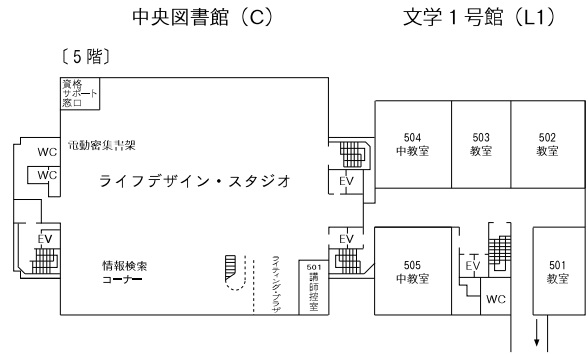 中央図書館（C）
文学１号館（L1）
〔５階〕
資格
サポート
窓口
電動密集書架
WC
WC
ライフデザイン・スタジオ
EV
504
中教室
503
教室
502
教室
EV
EV
情報検索
コーナー
ライティング・プラザ
501
講師控室
505
中教室
EV
WC
501
教室